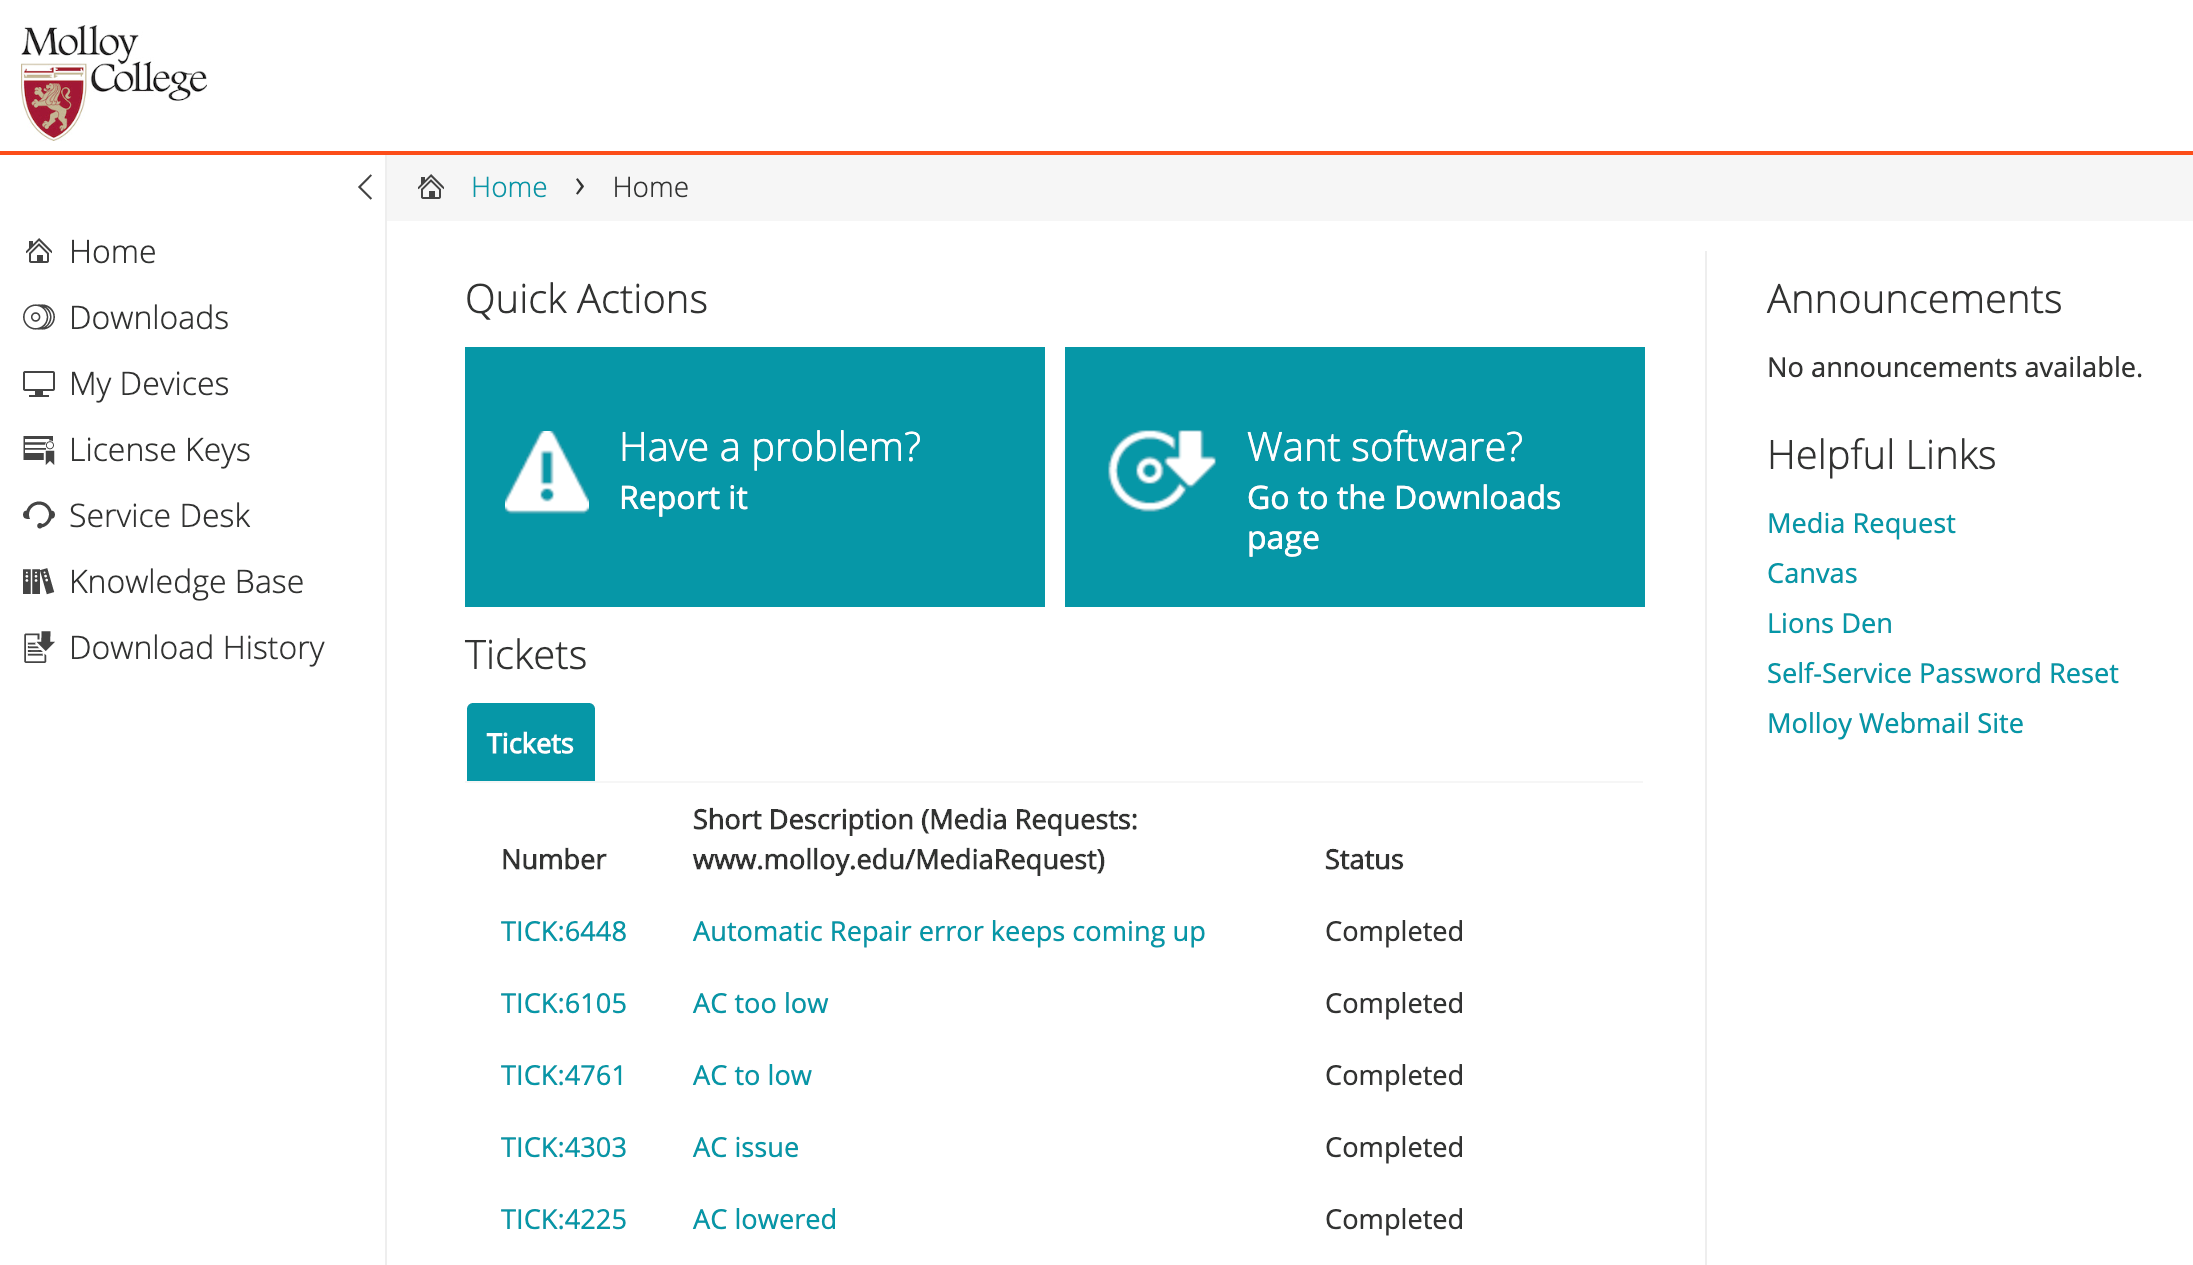 Molloy
College
Home › Home
Home
Downloads
My Devices
License Keys
Service Desk
Knowledge Base
Download History
Quick Actions
Have a problem?
Report it
Want software?
Go to the Downloads
page
Tickets
Tickets
Short Description (Media Requests:
Number www.molloy.edu/MediaRequest) Status
TICK:6448 Automatic Repair error keeps coming up Completed
TICK:6105 AC too low Completed
TICK:4761 AC to low Completed
TICK:4303 AC issue Completed
TICK:4225 AC lowered Completed
Announcements
No announcements available.
Helpful Links
Media Request
Canvas
Lions Den
Self-Service Password Reset
Molloy Webmail Site